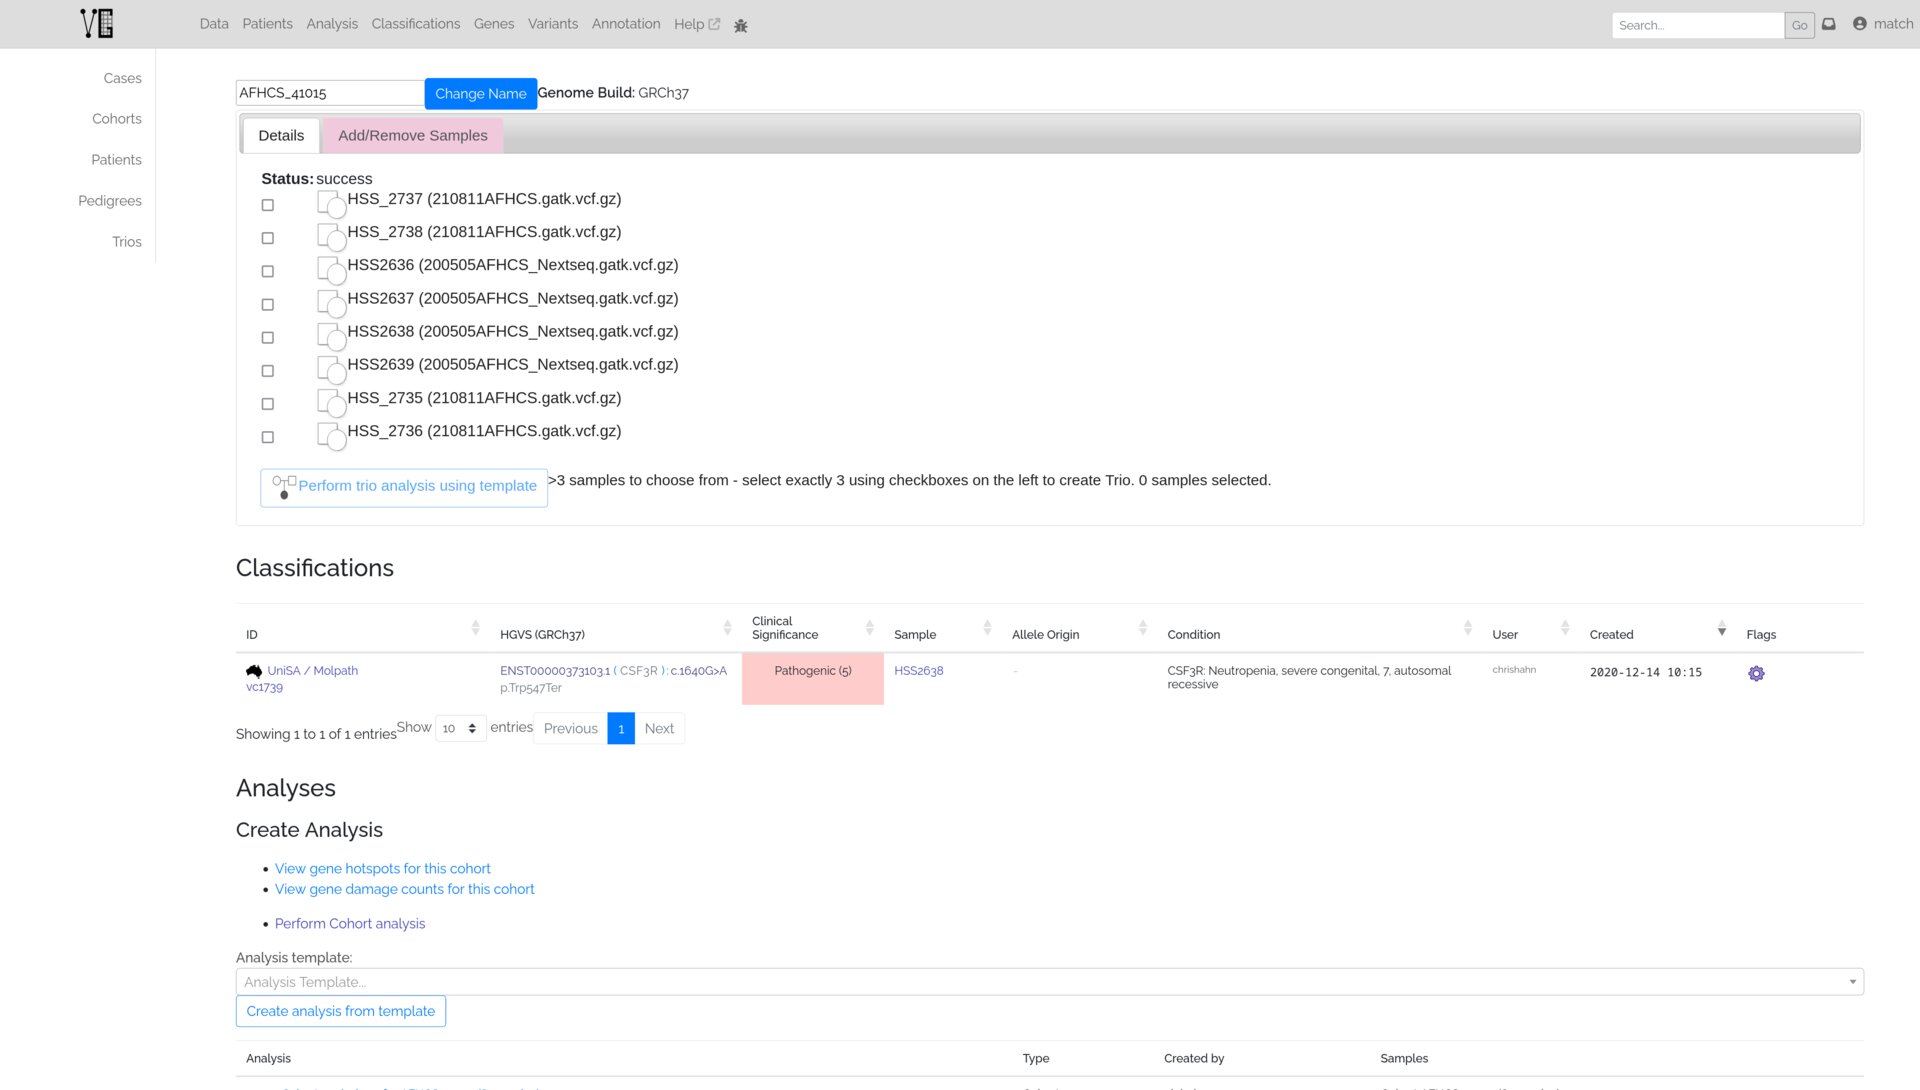 VG
Data Patients Analysis Classifications Genes Variants Annotation Help
Search... Go match
Cases
Cohorts
Patients
Pedigrees
Trios
AFHCS_41015 Change Name Genome Build: GRCh37
Details Add/Remove Samples
Status: success
HSS_2737 (210811AFHCS.gatk.vcf.gz)
HSS_2738 (210811AFHCS.gatk.vcf.gz)
HSS2636 (200505AFHCS_Nextseq.gatk.vcf.gz)
HSS2637 (200505AFHCS_Nextseq.gatk.vcf.gz)
HSS2638 (200505AFHCS_Nextseq.gatk.vcf.gz)
HSS2639 (200505AFHCS_Nextseq.gatk.vcf.gz)
HSS_2735 (210811AFHCS.gatk.vcf.gz)
HSS_2736 (210811AFHCS.gatk.vcf.gz)
Perform trio analysis using template >3 samples to choose from - select exactly 3 using checkboxes on the left to create Trio. 0 samples selected.
Classifications
ID HGVS (GRCh37) Clinical Significance Sample Allele Origin Condition User Created Flags
UniSA / Molpath ENST00000373103.1 ( CSF3R ): c.1640G>A Pathogenic (5) HSS2638 - CSF3R: Neutropenia, severe congenital, 7, autosomal chrishahn 2020-12-14 10:15
vc1739 p.Trp547Ter recessive
Showing 1 to 1 of 1 entries Show 10 entries Previous 1 Next
Analyses
Create Analysis
View gene hotspots for this cohort
View gene damage counts for this cohort
Perform Cohort analysis
Analysis template:
Analysis Template...
Create analysis from template
Analysis Type Created by Samples